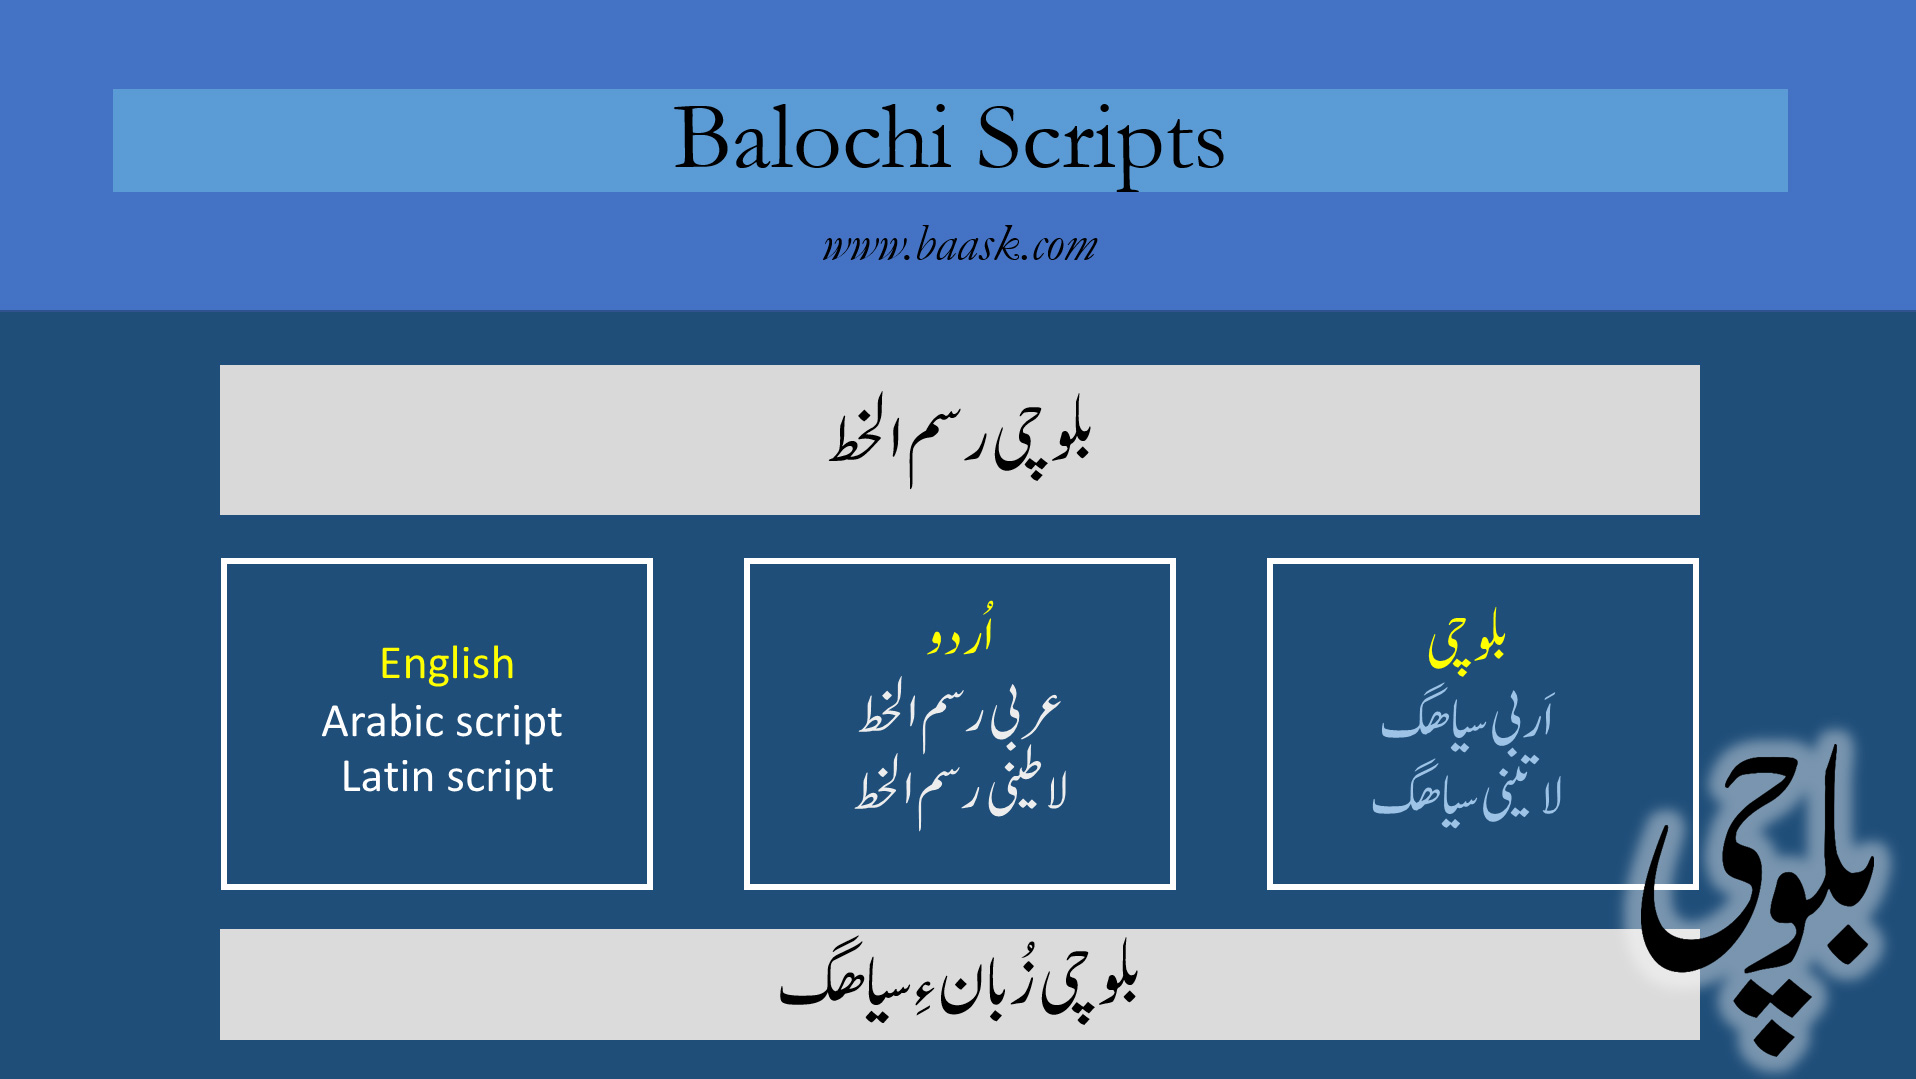 Balochi Scripts
www.baask.com
بلوچی رسم الخط
English
Arabic script
Latin script
اُردو
عربی رسم الخط
لاطینی رسم الخط
بلوچی
اَربی سیاھگ
لاتینی سیاھگ
بلوچی زُبان ءِ سیاھگ
بلوچی